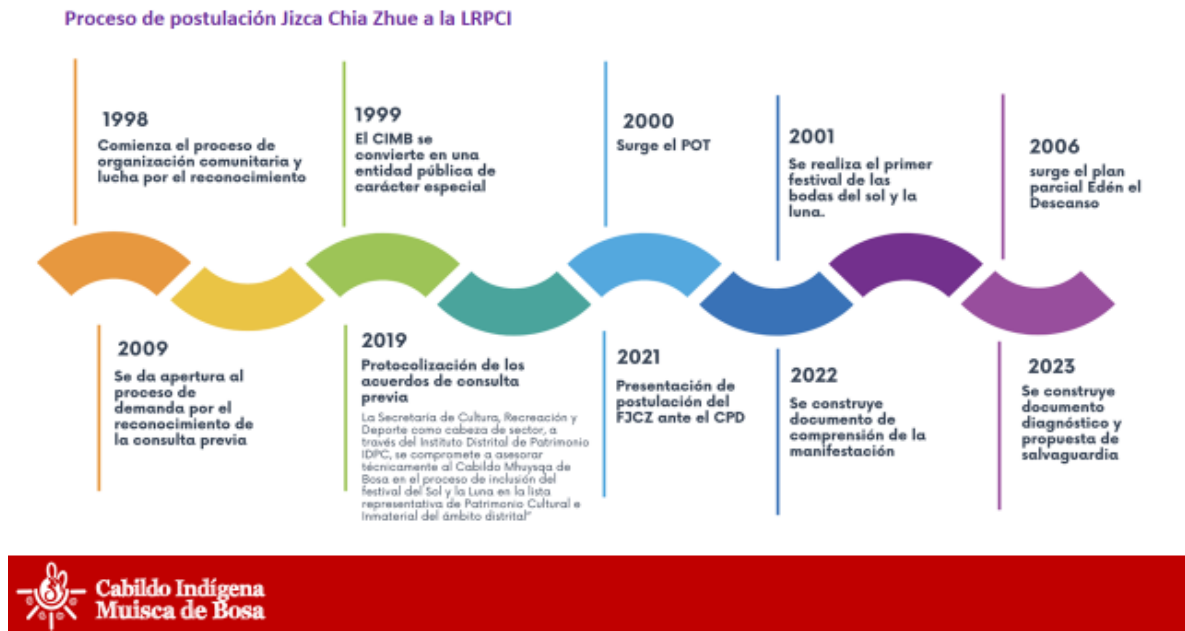 Proceso de postulación Jizca Chia Zhue a la LRPCI
1998
Comienza el proceso de
organización comunitaria y
lucha por el reconocimiento
1999
El CIMB se
convierte en una
entidad pública de
carácter especial
2000
Surge el POT
2001
Se realiza el primer
festival de las
bodas del sol y la
luna.
2006
surge el plan
parcial Edén el
Descanso
2009
Se da apertura al
proceso de
demanda por el
reconocimiento de
la consulta previa
2019
Protocolización de los
acuerdos de consulta
previa
La Secretaría de Cultura, Recreación y
Deporte como cabeza de sector, a
través del Instituto Distrital de Patrimonio
IDPC, se compromete a asesorar
técnicamente al Cabildo Mhuysqa de
Bosa en el proceso de inclusión del
festival del Sol y la Luna en la lista
representativa de Patrimonio Cultural e
Inmaterial del ámbito distrital"
2021
Presentación de
postulación del
FJCZ ante el CPD
2022
Se construye
documento de
comprensión de la
manifestación
2023
Se construye
documento
diagnóstico y
propuesta de
salvaguardia
Cabildo Indígena
Muisca de Bosa